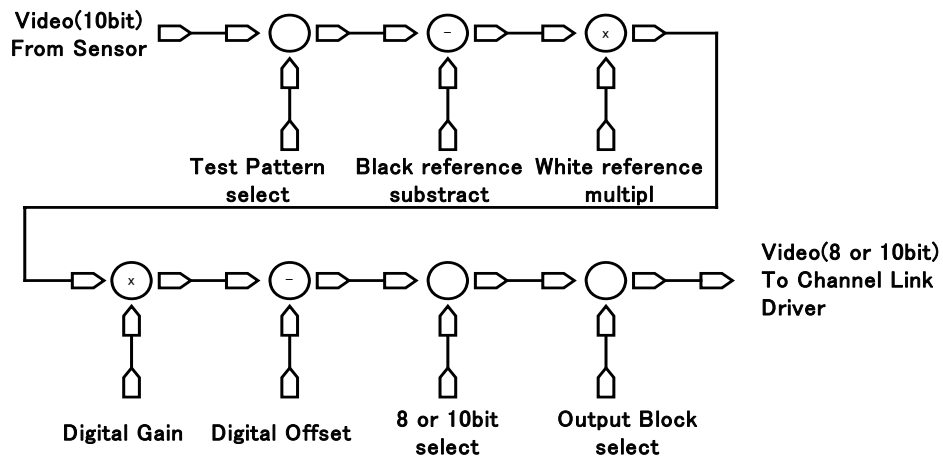 Video(10bit)
From Sensor
-
x
Test Pattern
select
Black reference
substract
White reference
multipl
x
-
Video(8 or 10bit)
To Channel Link
Driver
Digital Gain
Digital Offset
8 or 10bit
select
Output Block
select